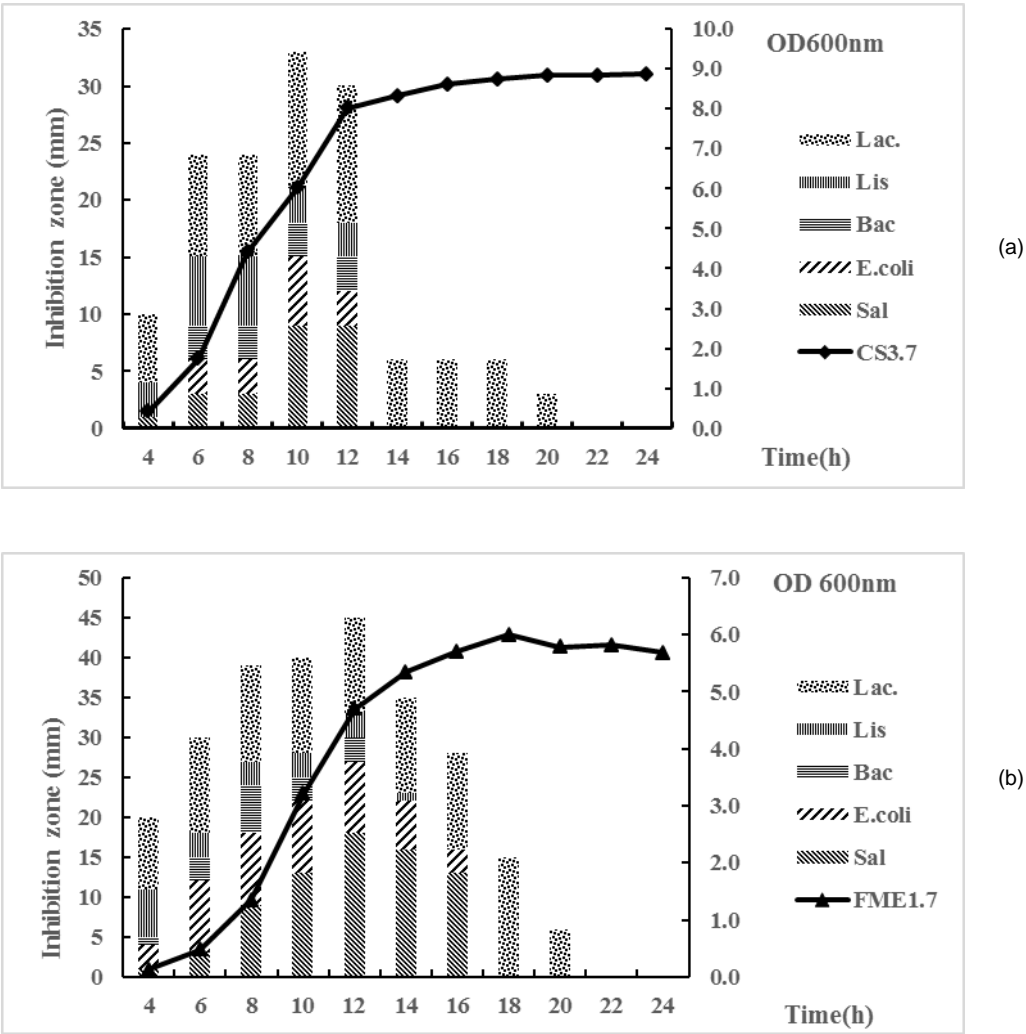 35
30
25
20
15
10
5
0
Inhibition zone (mm)
4 6 8 10 12 14 16 18 20 22 24
10.0
9.0
8.0
7.0
6.0
5.0
4.0
3.0
2.0
1.0
0.0
OD600nm
Lac.
Lis
Bac
E.coli
Sal
CS3.7
Time(h)
(a)
50
45
40
35
30
25
20
15
10
5
0
Inhibition zone (mm)
4 6 8 10 12 14 16 18 20 22 24
7.0
6.0
5.0
4.0
3.0
2.0
1.0
0.0
OD 600nm
Lac.
Lis
Bac
E.coli
Sal
FME1.7
Time(h)
(b)